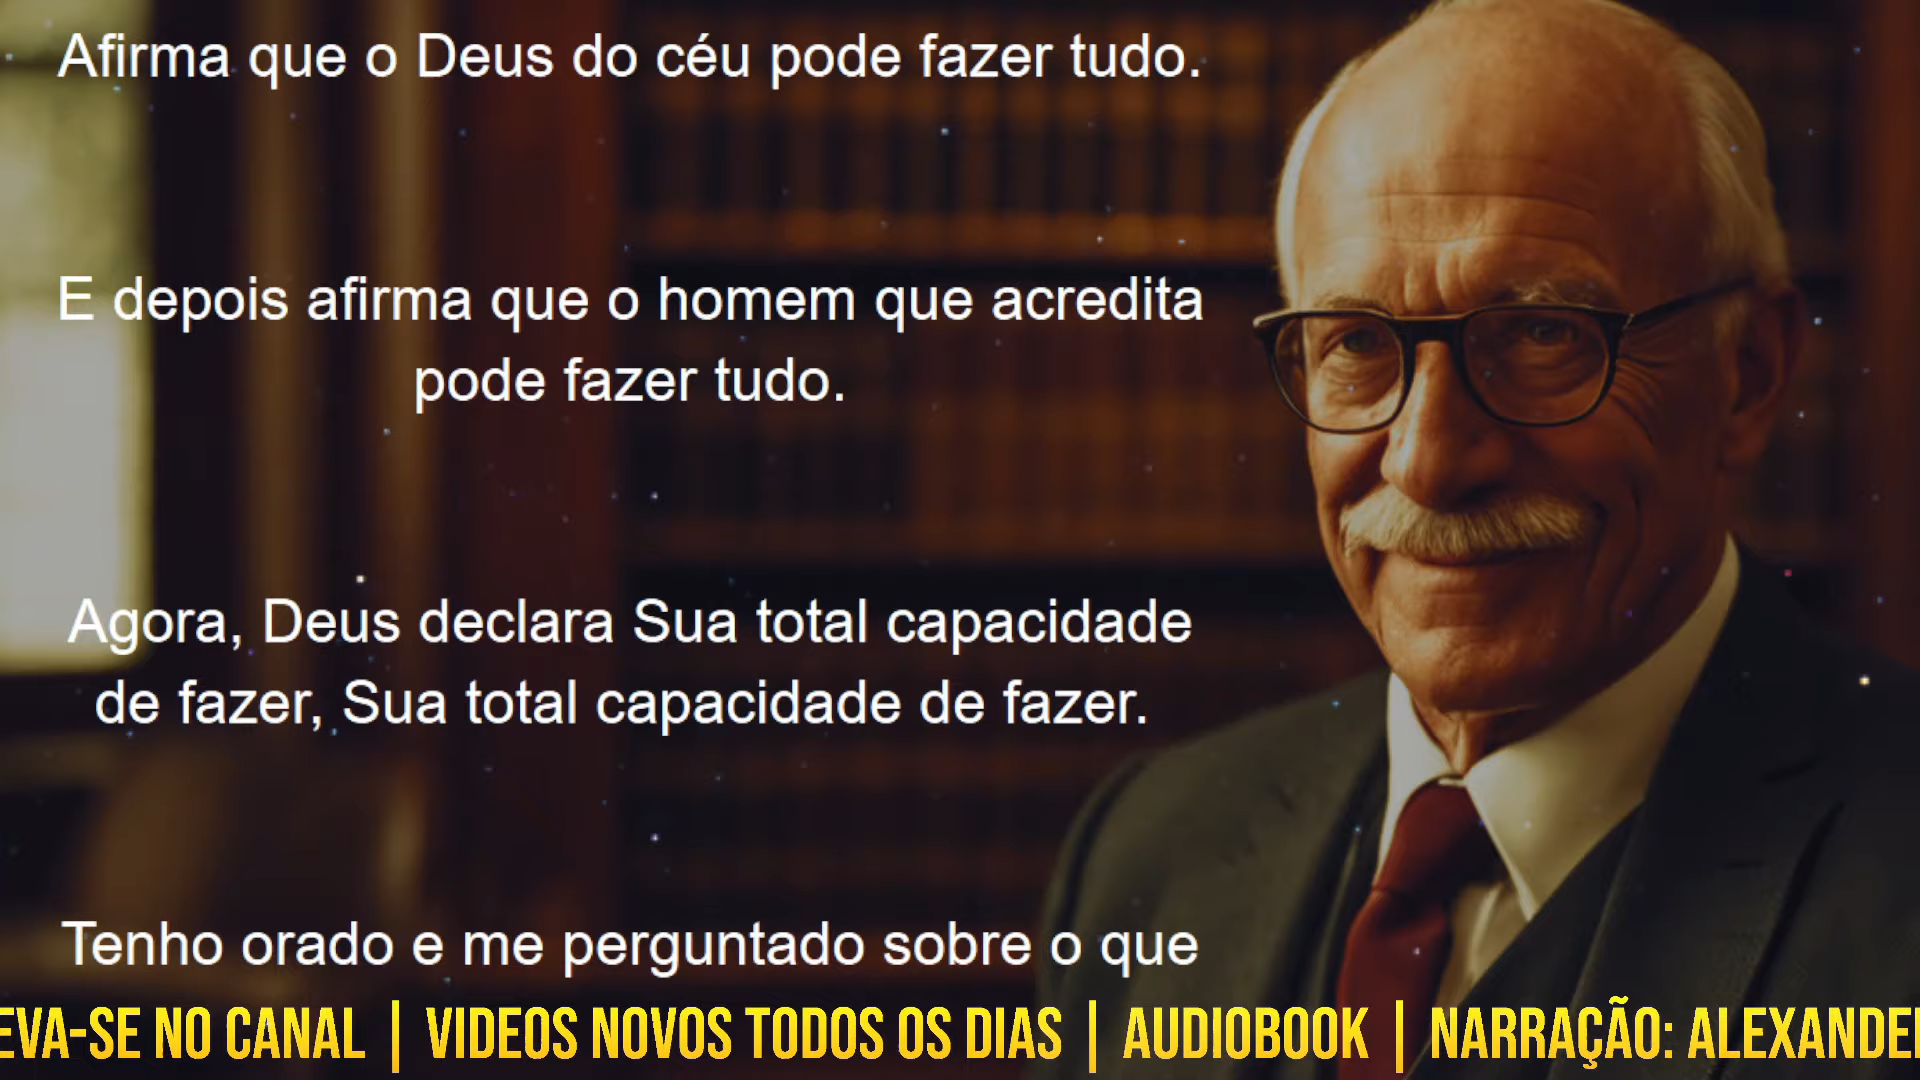 Afirma que o Deus do céu pode fazer tudo.
E depois afirma que o homem que acredita
pode fazer tudo.
Agora, Deus declara Sua total capacidade
de fazer, Sua total capacidade de fazer.
Tenho orado e me perguntado sobre o que
EVA-SE NO CANAL | VIDEOS NOVOS TODOS OS DIAS | AUDIOBOOK | NARRAÇÃO: ALEXANDE